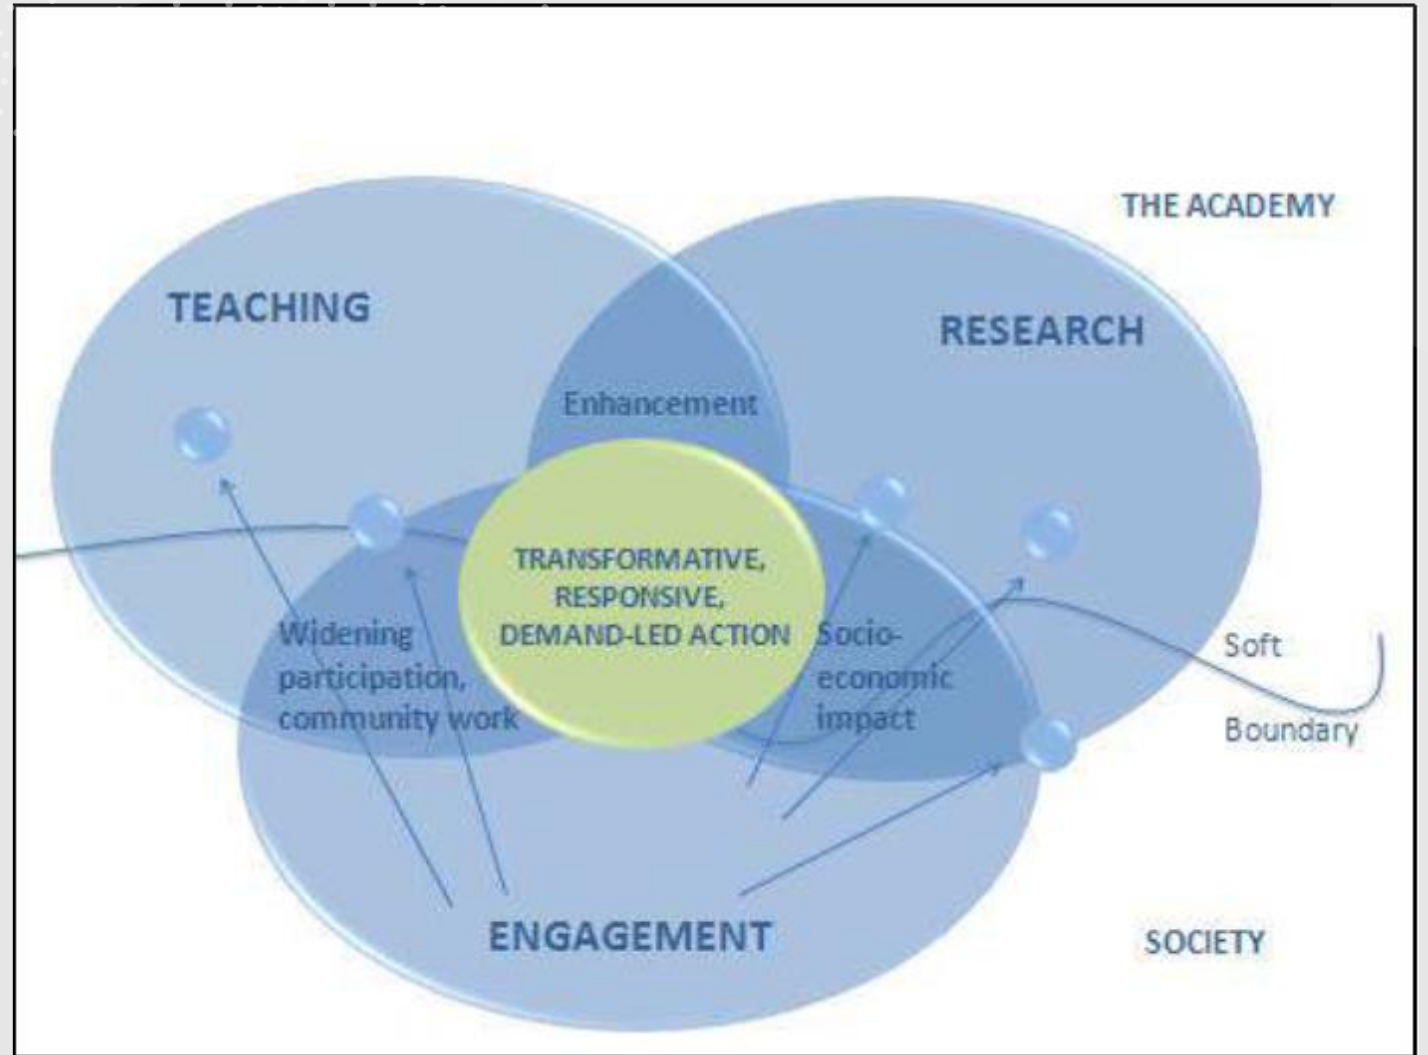 THE ACADEMY
TEACHING
RESEARCH
Enhancement
TRANSFORMATIVE,
RESPONSIVE,
DEMAND-LED ACTION
Widening
participation,
community work
Socio-
economic
impact
Soft
Boundary
ENGAGEMENT
SOCIETY